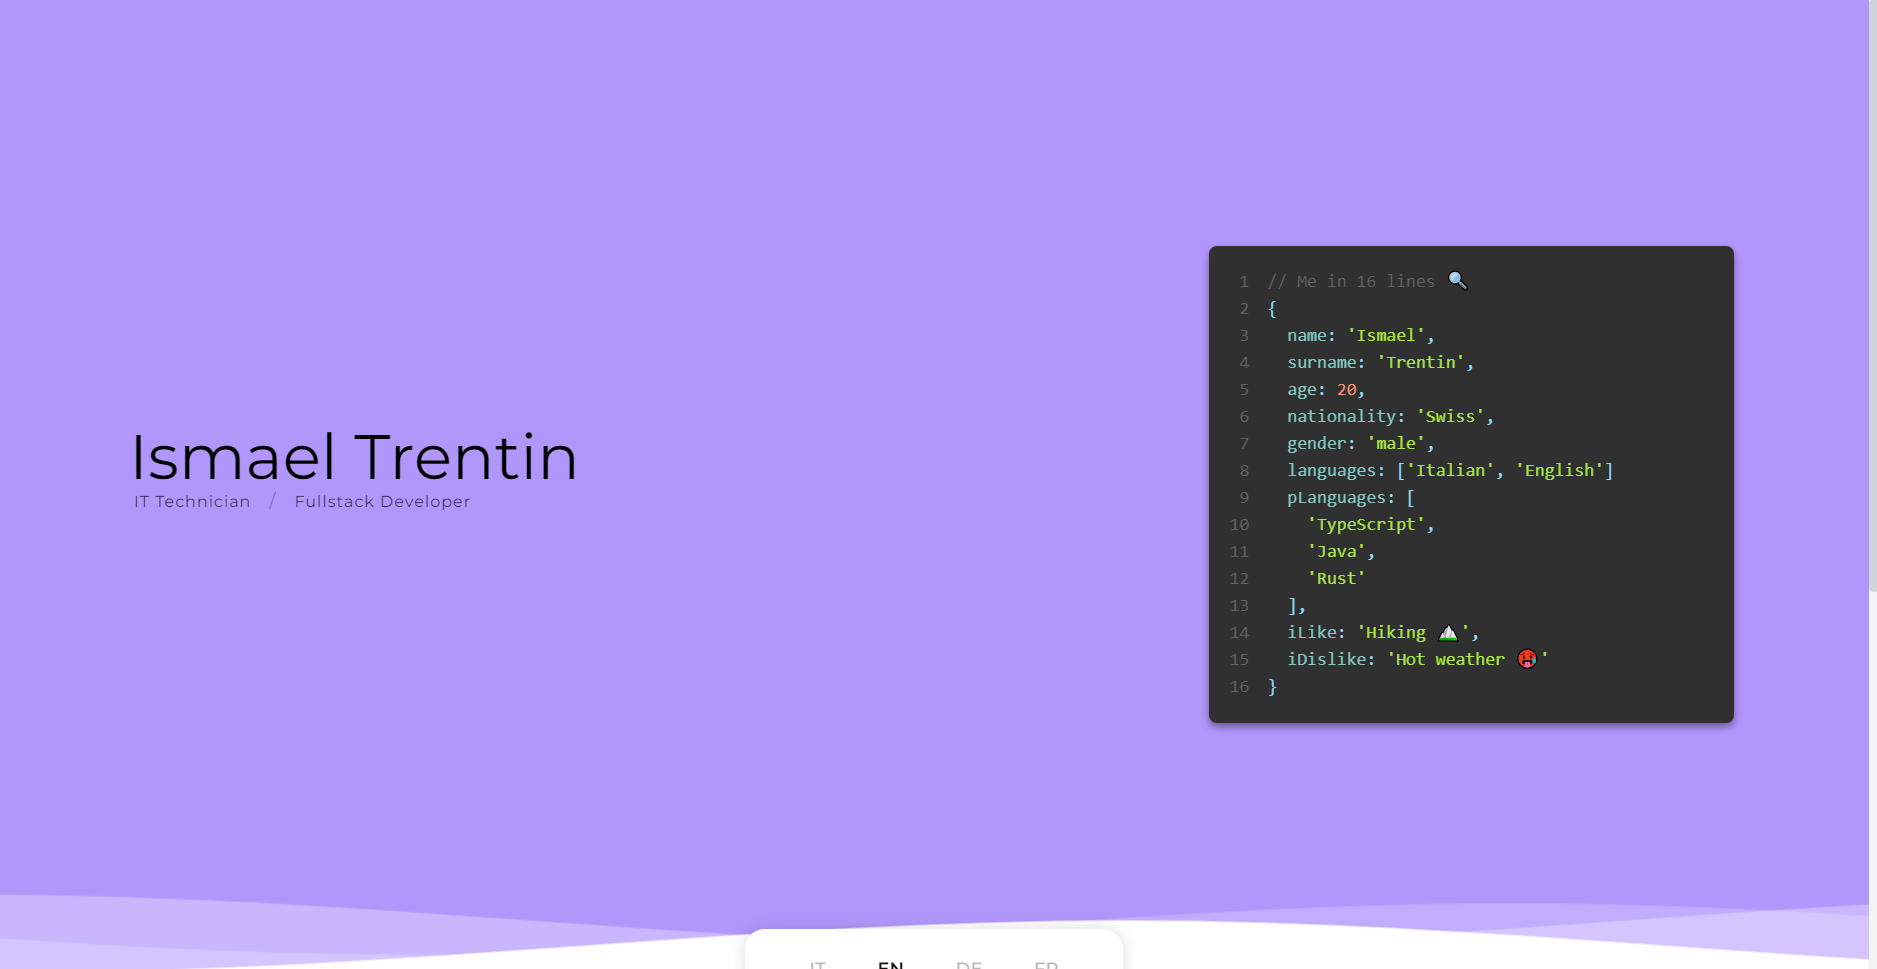 Ismael Trentin
IT Technician / Fullstack Developer
1 // Me in 16 lines 🔍
2 {
3 name: 'Ismael',
4 surname: 'Trentin',
5 age: 20,
6 nationality: 'Swiss',
7 gender: 'male',
8 languages: ['Italian', 'English']
9 pLanguages: [
10 'TypeScript',
11 'Java',
12 'Rust'
13 ],
14 iLike: 'Hiking ⛰️',
15 iDislike: 'Hot weather 🥵'
16 }
IT EN DE FR